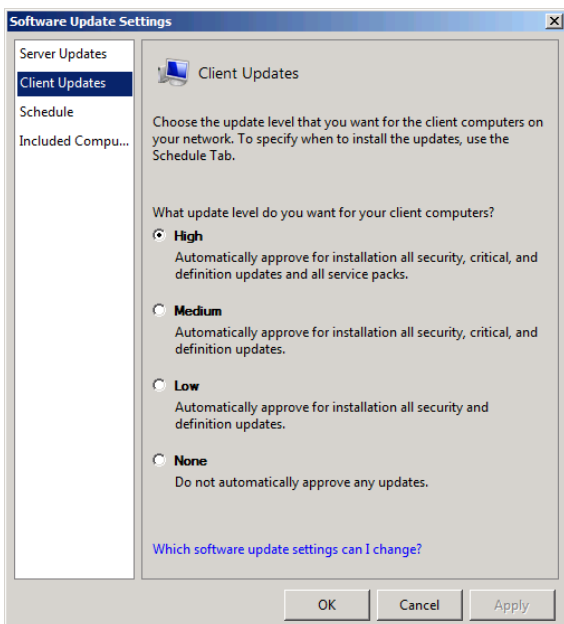 Software Update Settings
Server Updates
Client Updates
Schedule
Included Compu...
Client Updates
Choose the update level that you want for the client computers on
your network. To specify when to install the updates, use the
Schedule Tab.
What update level do you want for your client computers?
High
Automatically approve for installation all security, critical, and
definition updates and all service packs.
Medium
Automatically approve for installation all security, critical, and
definition updates.
Low
Automatically approve for installation all security and
definition updates.
None
Do not automatically approve any updates.
Which software update settings can I change?
OK
Cancel
Apply